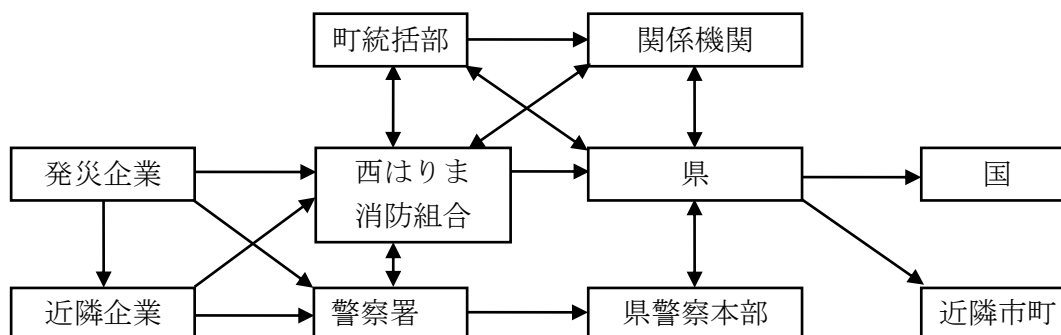 町統括部
関係機関
発災企業
西はりま
消防組合
県
国
近隣企業
警察署
県警察本部
近隣市町